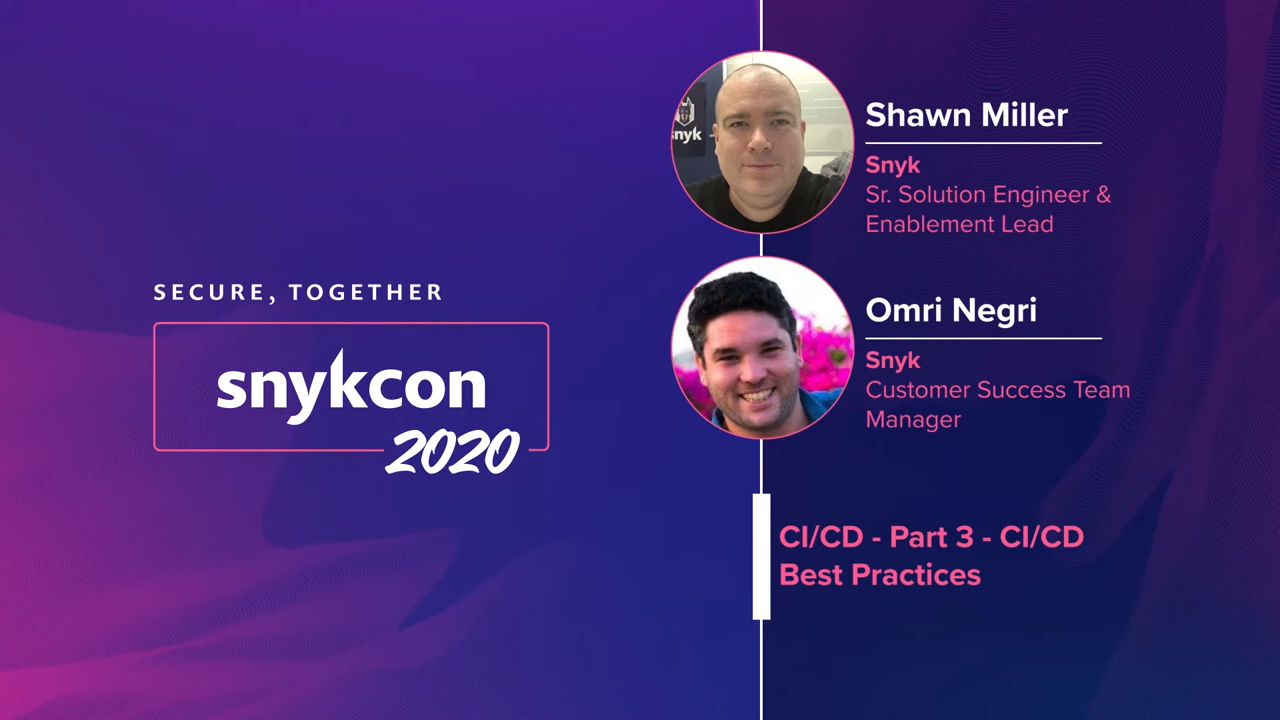 SECURE, TOGETHER
snykcon
2020
snyk
Shawn Miller
Snyk
Sr. Solution Engineer &
Enablement Lead
Omri Negri
Snyk
Customer Success Team
Manager
CI/CD - Part 3 - CI/CD
Best Practices